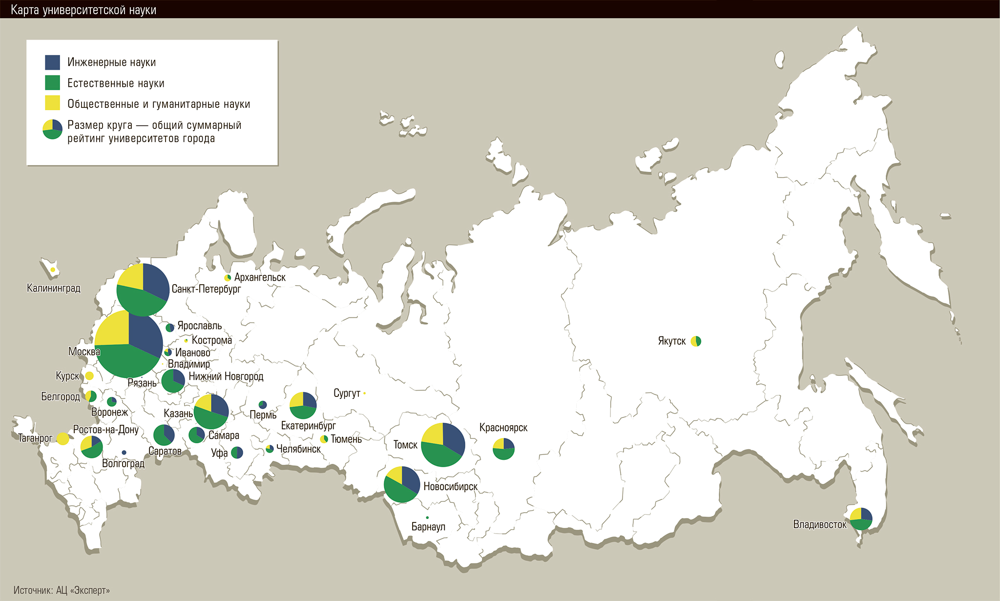 Карта университетской науки
Инженерные науки
Естественные науки
Общественные и гуманитарные науки
Размер круга — общий суммарный
рейтинг университетов города
Калининград
Архангельск
Санкт-Петербург
Ярославль
Кострома
Москва
Иваново
Владимир
Курск
Нижний Новгород
Рязань
Белгород
Воронеж
Казань
Пермь
Сургут
Екатеринбург
Якутск
Таганрог
Ростов-на-Дону
Самара
Саратов
Уфа
Челябинск
Тюмень
Волгоград
Томск
Красноярск
Новосибирск
Барнаул
Владивосток
Источник: АЦ «Эксперт»